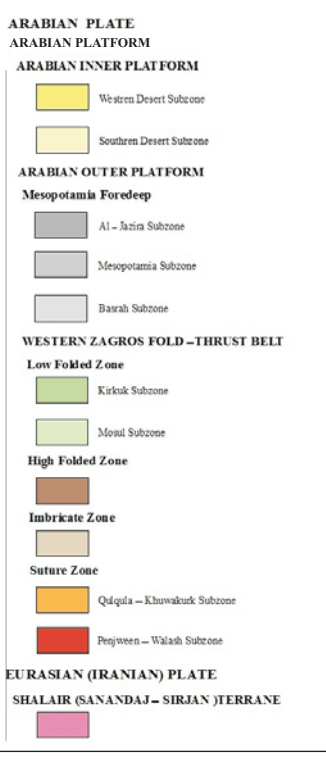 ARABIAN PLATE
ARABIAN PLATFORM
ARABIAN INNER PLATFORM
Westren Desert Subzone
Southren Desert Subzone
ARABIAN OUTER PLATFORM
Mesopotamia Foredeep
Al – Jazira Subzone
Mesopotamia Subzone
Basrah Subzone
WESTERN ZAGROS FOLD –THRUST BELT
Low Folded Zone
Kirkuk Subzone
Mosul Subzone
High Folded Zone
Imbricate Zone
Suture Zone
Qulqula – Khuwakurk Subzone
Penjween – Walash Subzone
EURASIAN (IRANIAN) PLATE
SHALAIR (SANANDAJ – SIRJAN )TERRANE